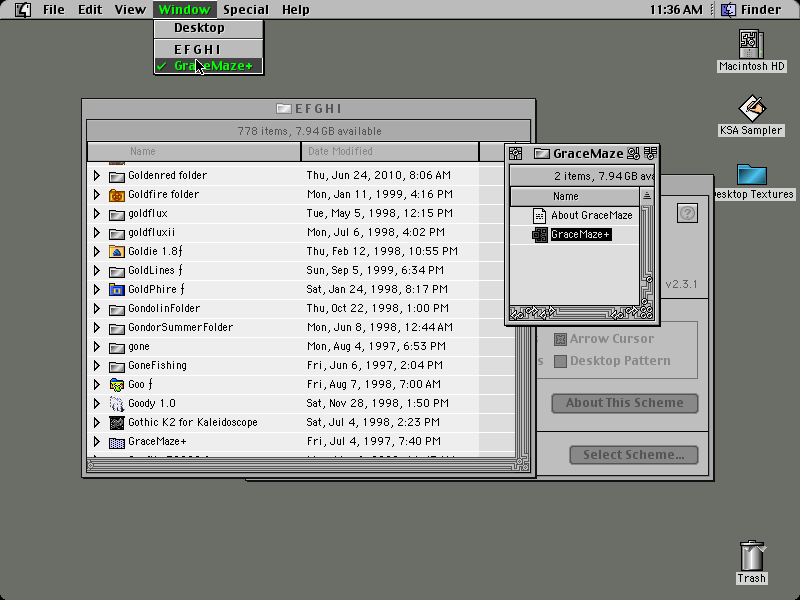 File Edit View Window Special Help 11:36 AM Finder
Desktop
E F G H I
✓ GraceMaze+
Macintosh HD
KSA Sampler
esktop Textures
Trash
E F G H I
778 items, 7.94 GB available
Name Date Modified
Goldenred folder Thu, Jun 24, 2010, 8:06 AM
Goldfire folder Mon, Jan 11, 1999, 4:16 PM
goldflux Tue, May 5, 1998, 12:15 PM
goldfluxii Mon, Jul 6, 1998, 4:02 PM
Goldie 1.8ƒ Thu, Feb 12, 1998, 10:55 PM
GoldLines ƒ Sun, Sep 5, 1999, 6:34 PM
GoldPhire ƒ Sat, Jan 24, 1998, 8:17 PM
GondolinFolder Thu, Oct 22, 1998, 1:00 PM
GondorSummerFolder Mon, Jun 8, 1998, 12:44 AM
gone Mon, Aug 4, 1997, 6:53 PM
GoneFishing Fri, Jun 6, 1997, 2:04 PM
Goo ƒ Fri, Aug 7, 1998, 7:00 AM
Goody 1.0 Sat, Nov 28, 1998, 1:50 PM
Gothic K2 for Kaleidoscope Sat, Jul 4, 1998, 2:23 PM
GraceMaze+ Fri, Jul 4, 1997, 7:40 PM
GraceMaze
2 items, 7.94 GB ava
Name
About GraceMaze
GraceMaze+
?
v2.3.1
s
Arrow Cursor
Desktop Pattern
About This Scheme
Select Scheme...